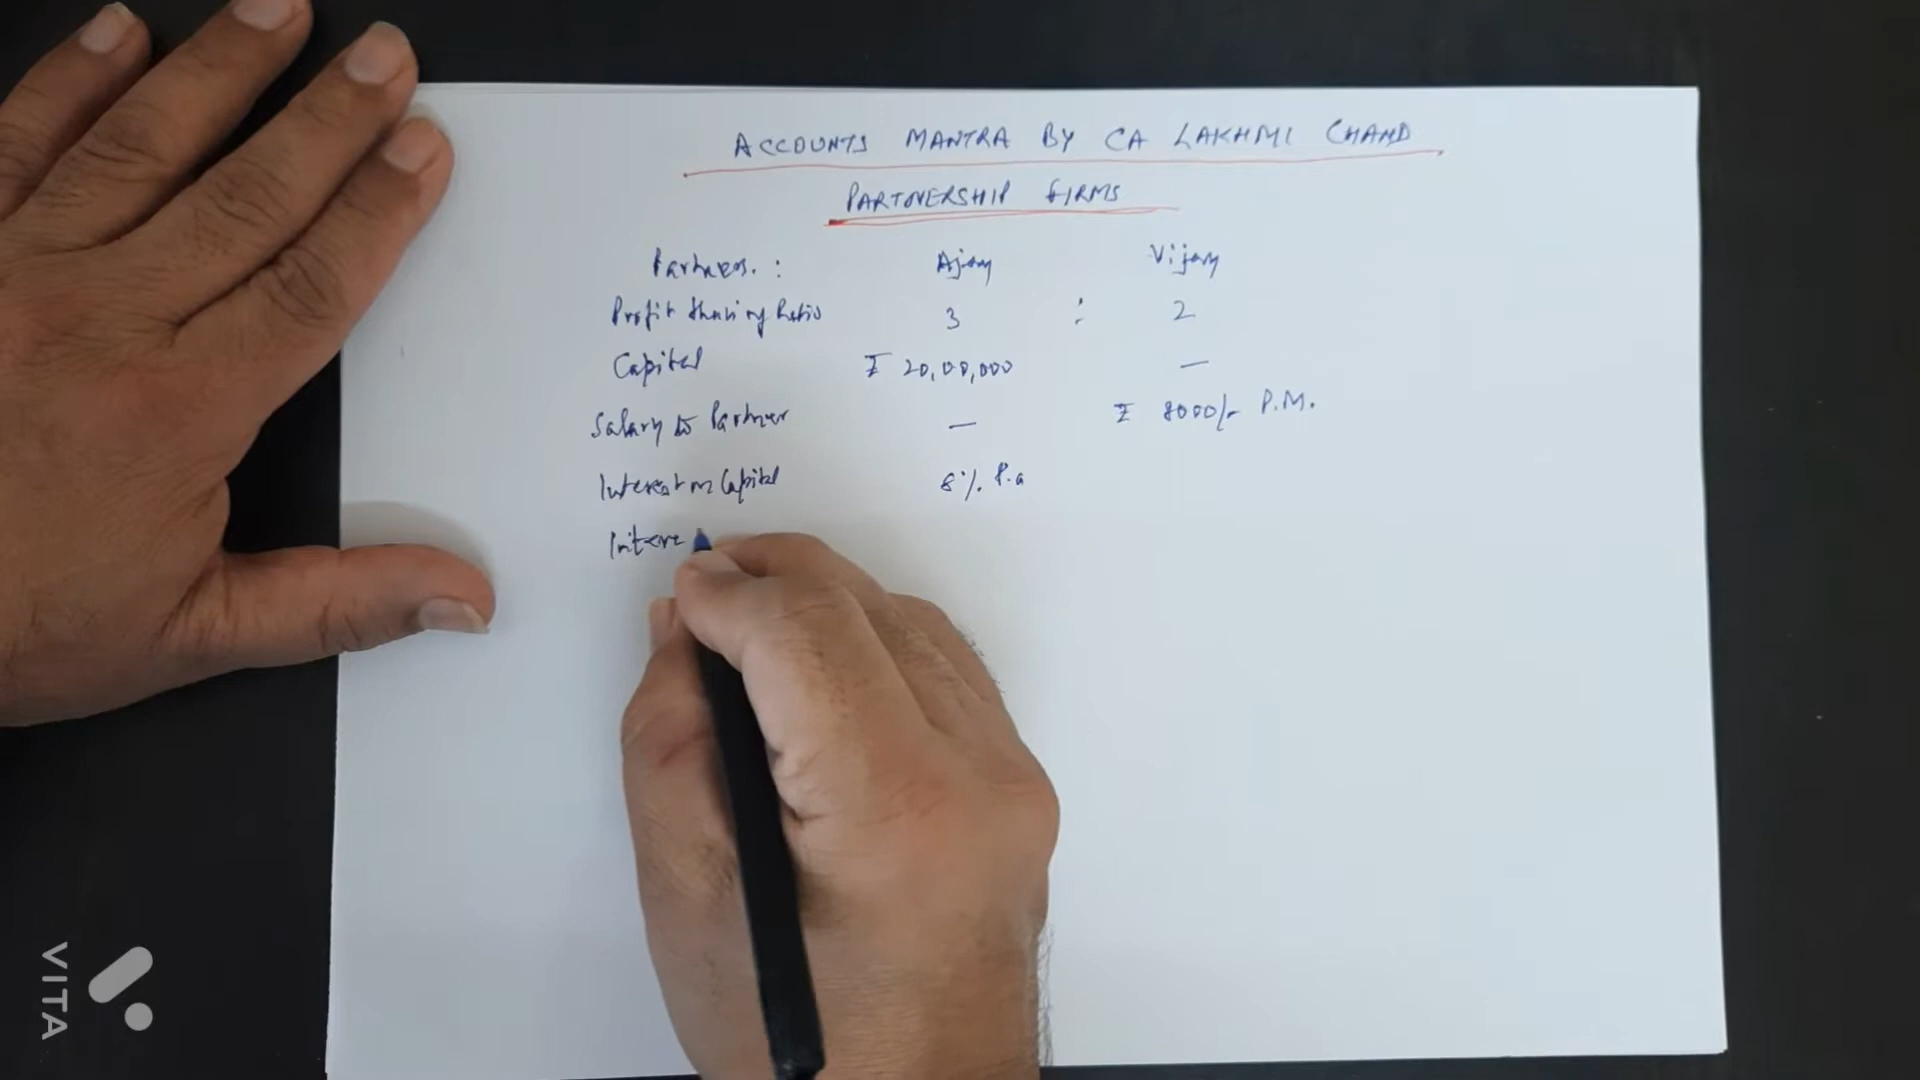 ACCOUNTS MANTRA BY CA LAKHMI CHAND
PARTNERSHIP FIRMS
Partners. : Ajay Vijay
Profit Sharing Ratio 3 : 2
Capital ₹ 20,00,000 —
Salary to Partner — ₹ 8000/- P.M.
Interest on Capital 8% P.a
Intere
VITA